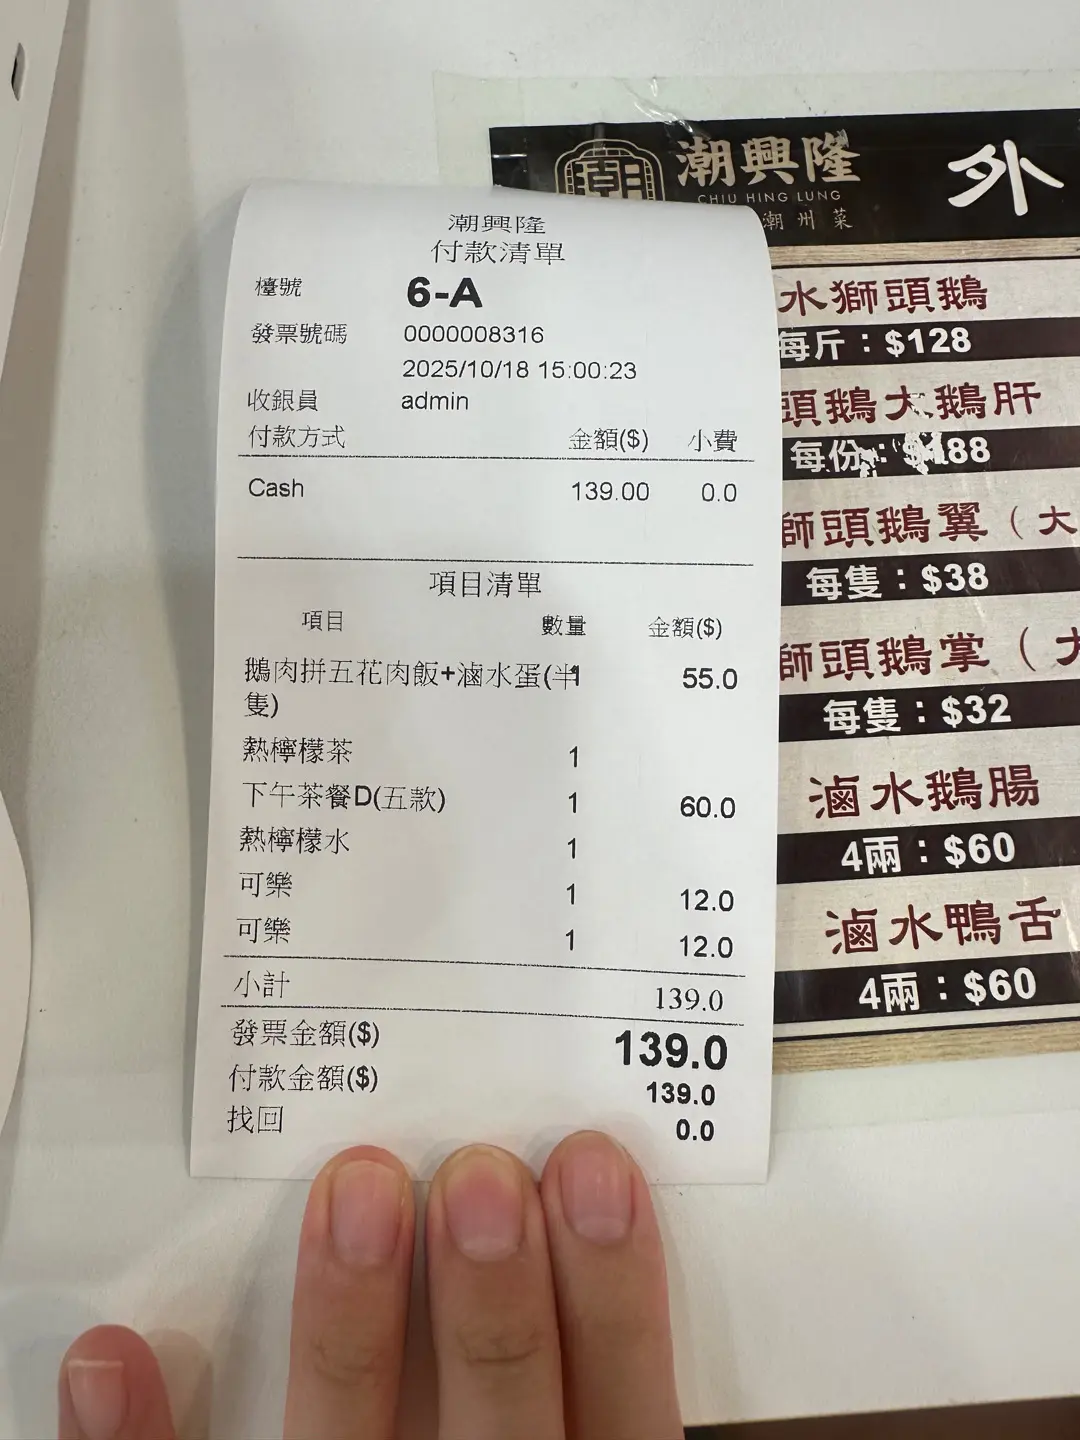 潮興隆
付款清單
檯號 6-A
發票號碼 0000008316
2025/10/18 15:00:23
收銀員 admin
付款方式 金額($) 小費
Cash 139.00 0.0
項目清單
項目 數量 金額($)
鵝肉拼五花肉飯+滷水蛋(半 1 55.0
隻)
熱檸檬茶 1
下午茶餐D(五款) 1 60.0
熱檸檬水 1
可樂 1 12.0
可樂 1 12.0
小計 139.0
發票金額($) 139.0
付款金額($) 139.0
找回 0.0
潮興隆 外
CHIU HING LUNG
潮州菜
水獅頭鵝
每斤：$128
頭鵝大鵝肝
每份：88
獅頭鵝翼（大
每隻：$38
獅頭鵝掌（大
每隻：$32
滷水鵝腸
4兩：$60
滷水鴨舌
4兩：$60